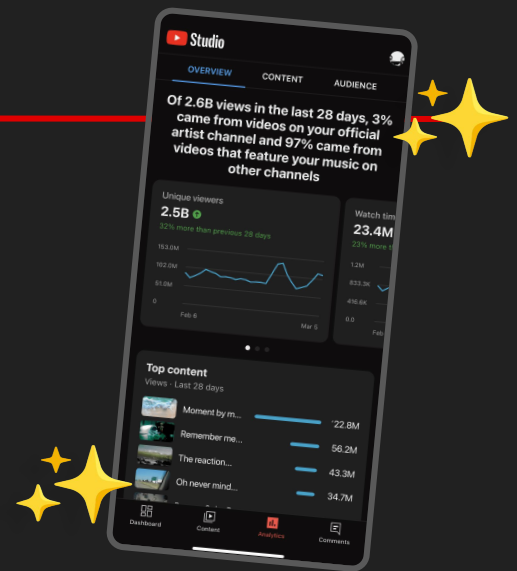 Studio
OVERVIEW CONTENT AUDIENCE
Of 2.6B views in the last 28 days, 3%
came from videos on your official
artist channel and 97% came from
videos that feature your music on
other channels
Unique viewers
2.5B
32% more than previous 28 days
153.0M
102.0M
51.0M
0
Feb 6 Mar 5
Watch tim
23.4M
23% more t
1.2M
833.3K
416.6K
0.0
Feb
Top content
Views · Last 28 days
Moment by m... 22.8M
Remember me... 56.2M
The reaction... 43.3M
Oh never mind... 34.7M
Dashboard Content Analytics Comments